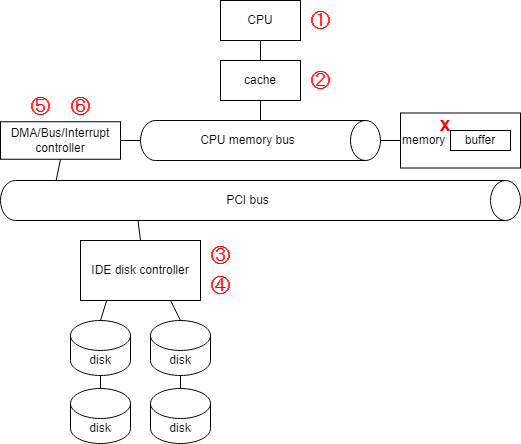 CPU ①
cache ②
⑤ ⑥
DMA/Bus/Interrupt
controller
CPU memory bus
x
memory buffer
PCI bus
③
IDE disk controller
④
disk disk
disk disk